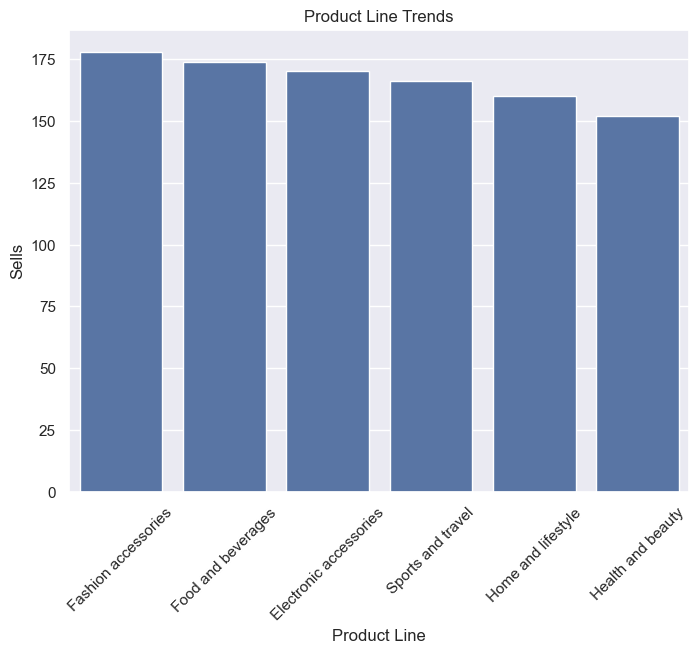 Product Line Trends
Sells
175
150
125
100
75
50
25
0
Fashion accessories
Food and beverages
Electronic accessories
Sports and travel
Home and lifestyle
Health and beauty
Product Line